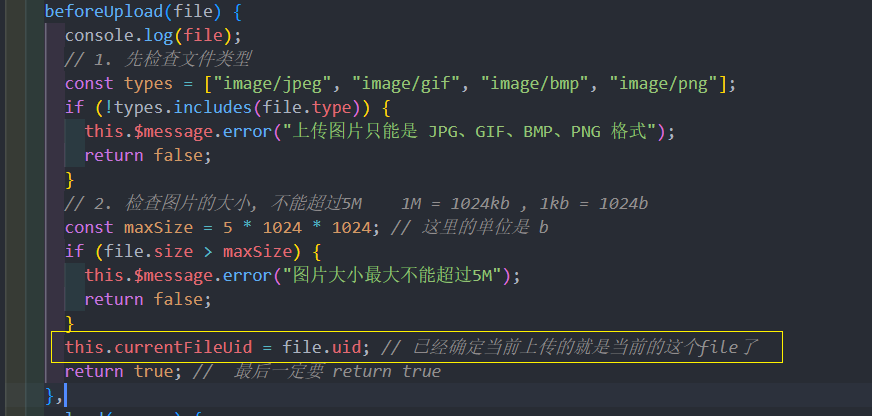 beforeUpload(file) {
console.log(file);
// 1. 先检查文件类型
const types = ["image/jpeg", "image/gif", "image/bmp", "image/png"];
if (!types.includes(file.type)) {
this.$message.error("上传图片只能是 JPG、GIF、BMP、PNG 格式");
return false;
}
// 2. 检查图片的大小, 不能超过5M 1M = 1024kb , 1kb = 1024b
const maxSize = 5 * 1024 * 1024; // 这里的单位是 b
if (file.size > maxSize) {
this.$message.error("图片大小最大不能超过5M");
return false;
}
this.currentFileUid = file.uid; // 已经确定当前上传的就是当前的这个file了
return true; // 最后一定要 return true
},